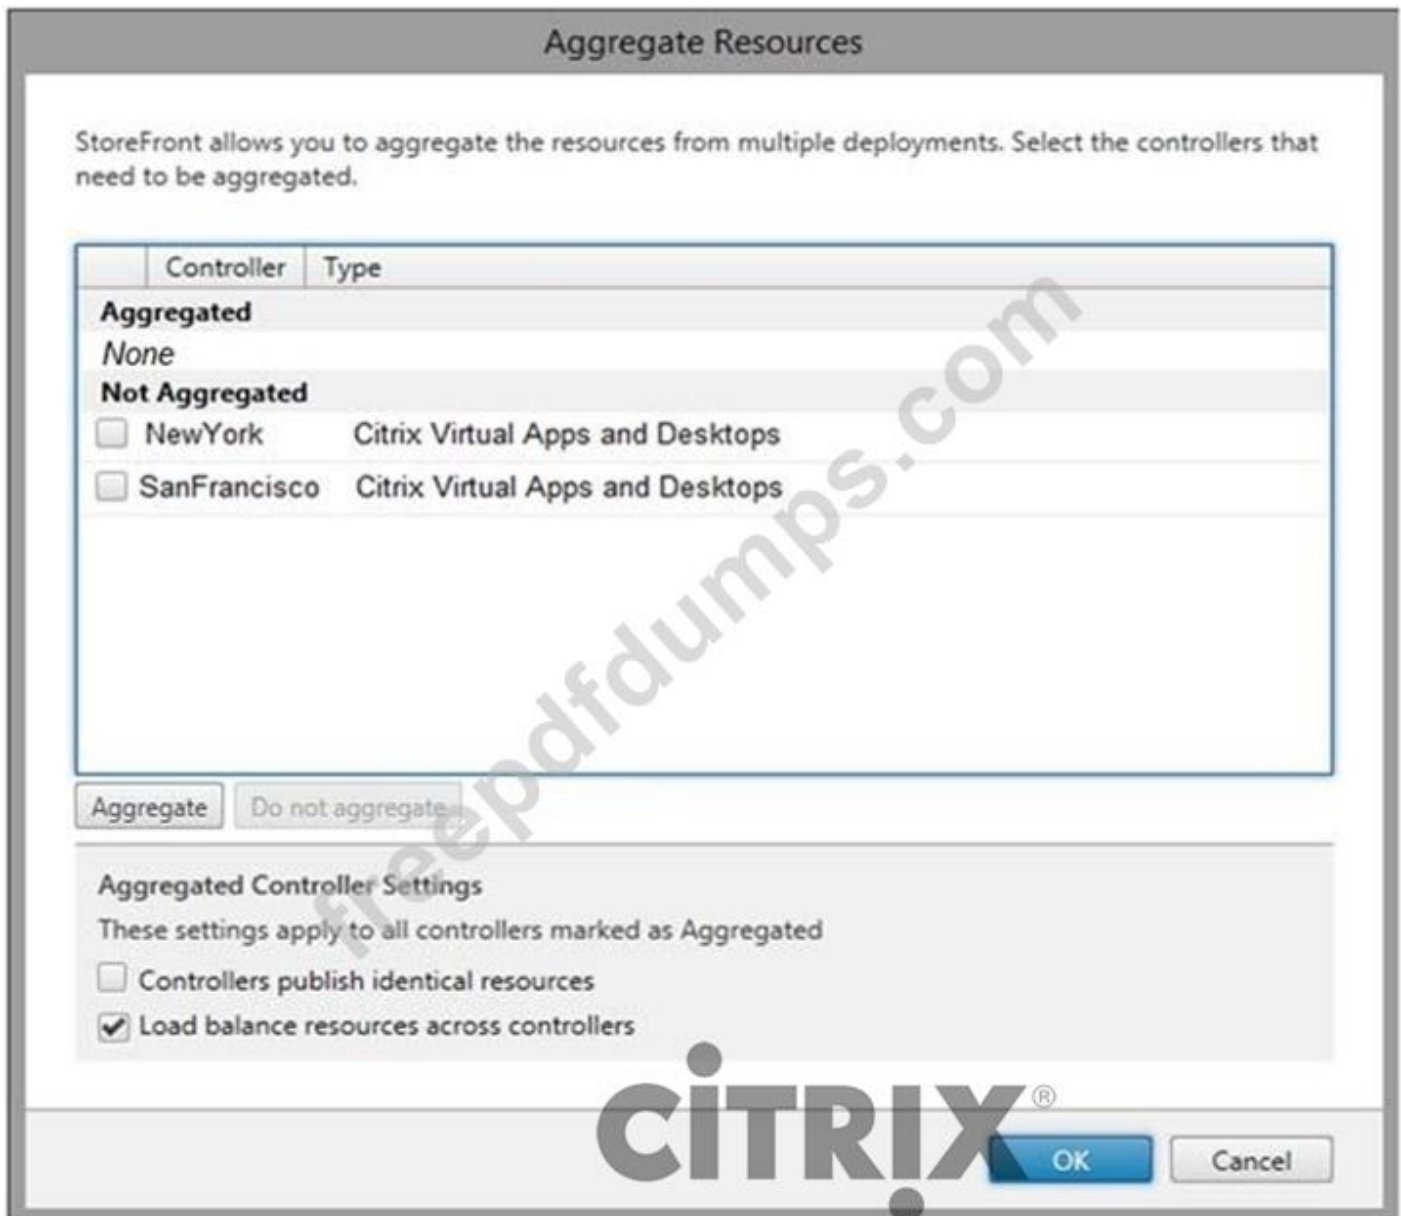 Aggregate Resources
StoreFront allows you to aggregate the resources from multiple deployments. Select the controllers that
need to be aggregated.
Controller Type
Aggregated
None
Not Aggregated
NewYork Citrix Virtual Apps and Desktops
SanFrancisco Citrix Virtual Apps and Desktops
Aggregate Do not aggregate
Aggregated Controller Settings
These settings apply to all controllers marked as Aggregated
Controllers publish identical resources
Load balance resources across controllers
CiTRIX®
OK Cancel
freepdfdumps.com